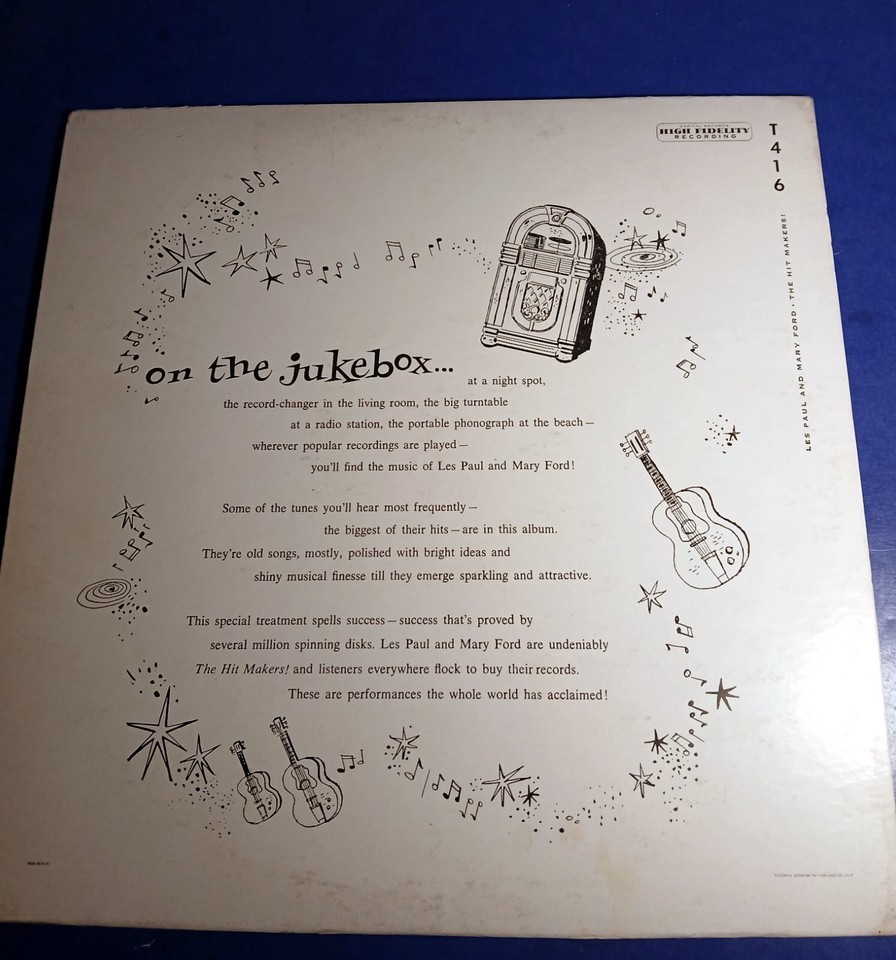 CAPITOL RECORDS
HIGH FIDELITY
RECORDING
T
4
1
6
LES PAUL AND MARY FORD · THE HIT MAKERS!
on the jukebox... at a night spot,
the record-changer in the living room, the big turntable
at a radio station, the portable phonograph at the beach—
wherever popular recordings are played—
you'll find the music of Les Paul and Mary Ford!
Some of the tunes you'll hear most frequently—
the biggest of their hits—are in this album.
They're old songs, mostly, polished with bright ideas and
shiny musical finesse till they emerge sparkling and attractive.
This special treatment spells success—success that's proved by
several million spinning disks. Les Paul and Mary Ford are undeniably
The Hit Makers! and listeners everywhere flock to buy their records.
These are performances the whole world has acclaimed!